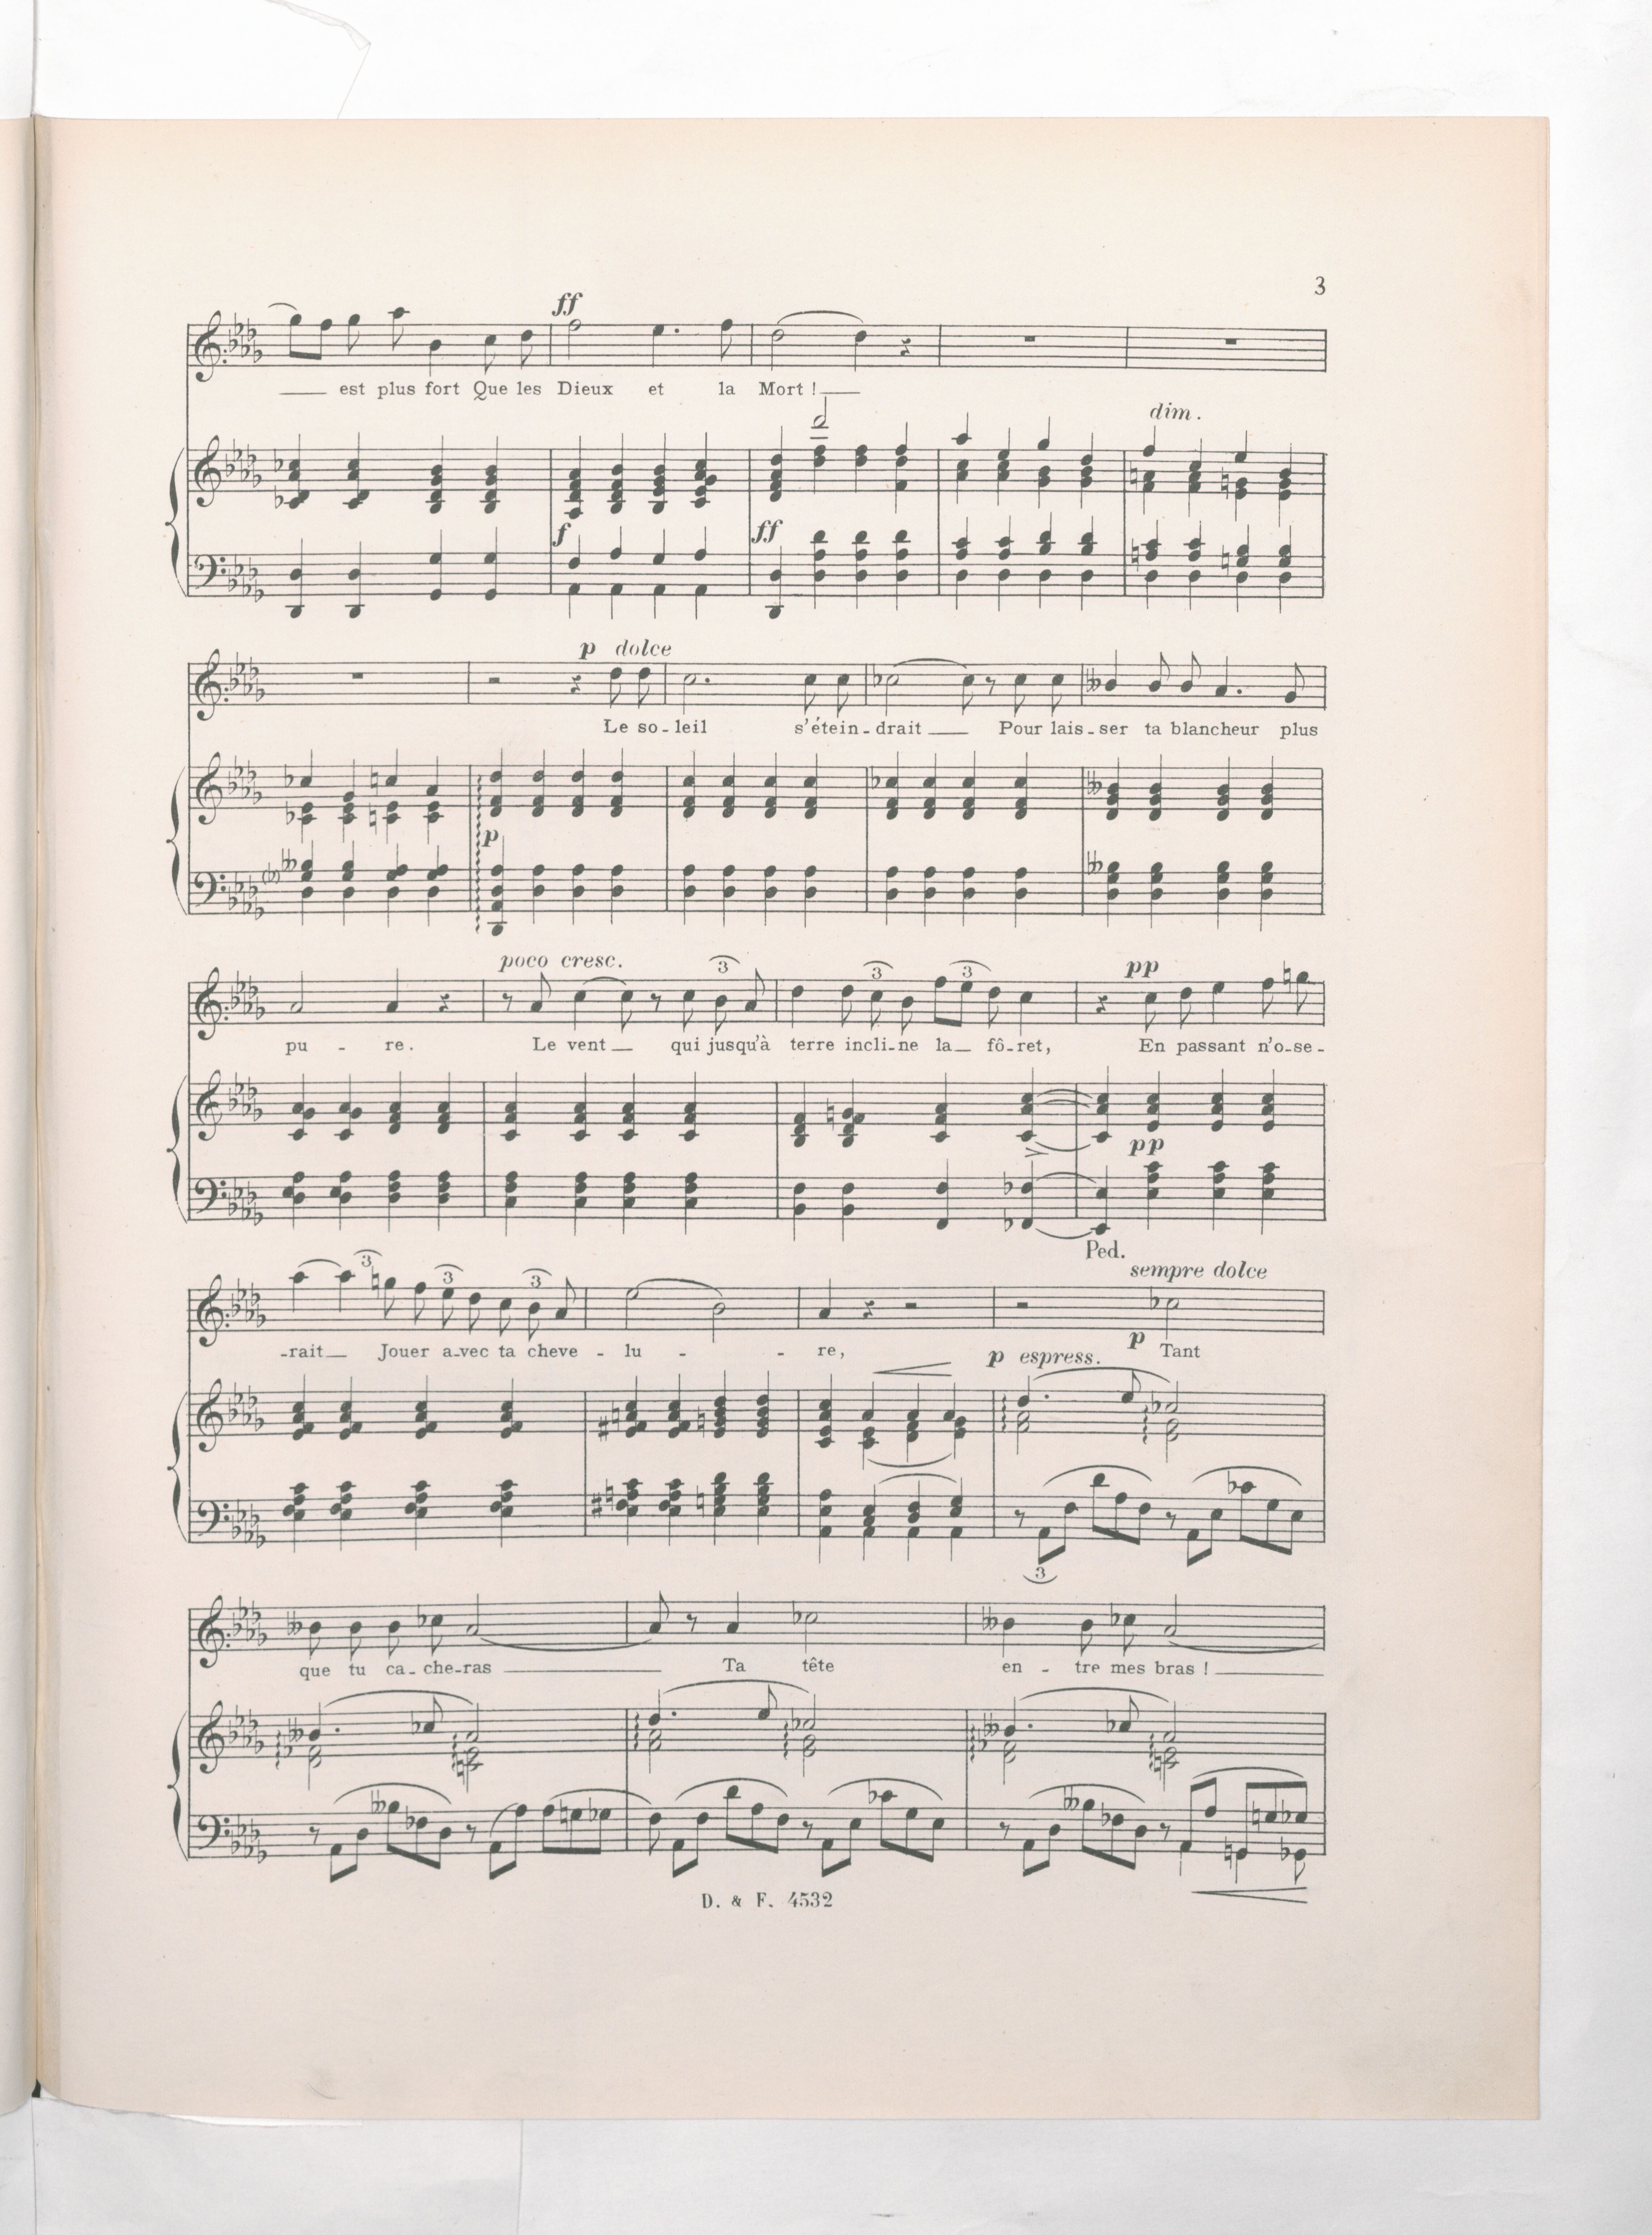 3
ff
est plus fort Que les Dieux et la Mort !
dim.
f ff
p dolce
Le so-leil s'étein-drait Pour lais-ser ta blancheur plus
p
poco cresc. 3 3 3 pp
pu - re. Le vent qui jusqu'à terre incli-ne la fô-ret, En passant n'o-se-
pp
Ped.
sempre dolce
3 3 3
-rait Jouer a-vec ta cheve - lu - - re, p Tant
p espress.
3
que tu ca-che-ras Ta tête en - tre mes bras !
D. & F. 4532